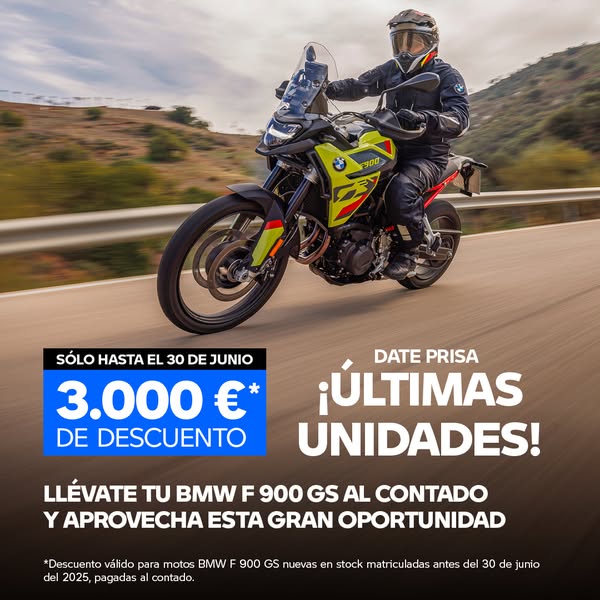 F900
GS
SÓLO HASTA EL 30 DE JUNIO
3.000 €*
DE DESCUENTO
DATE PRISA
¡ÚLTIMAS
UNIDADES!
LLÉVATE TU BMW F 900 GS AL CONTADO
Y APROVECHA ESTA GRAN OPORTUNIDAD
*Descuento válido para motos BMW F 900 GS nuevas en stock matriculadas antes del 30 de junio
del 2025, pagadas al contado.